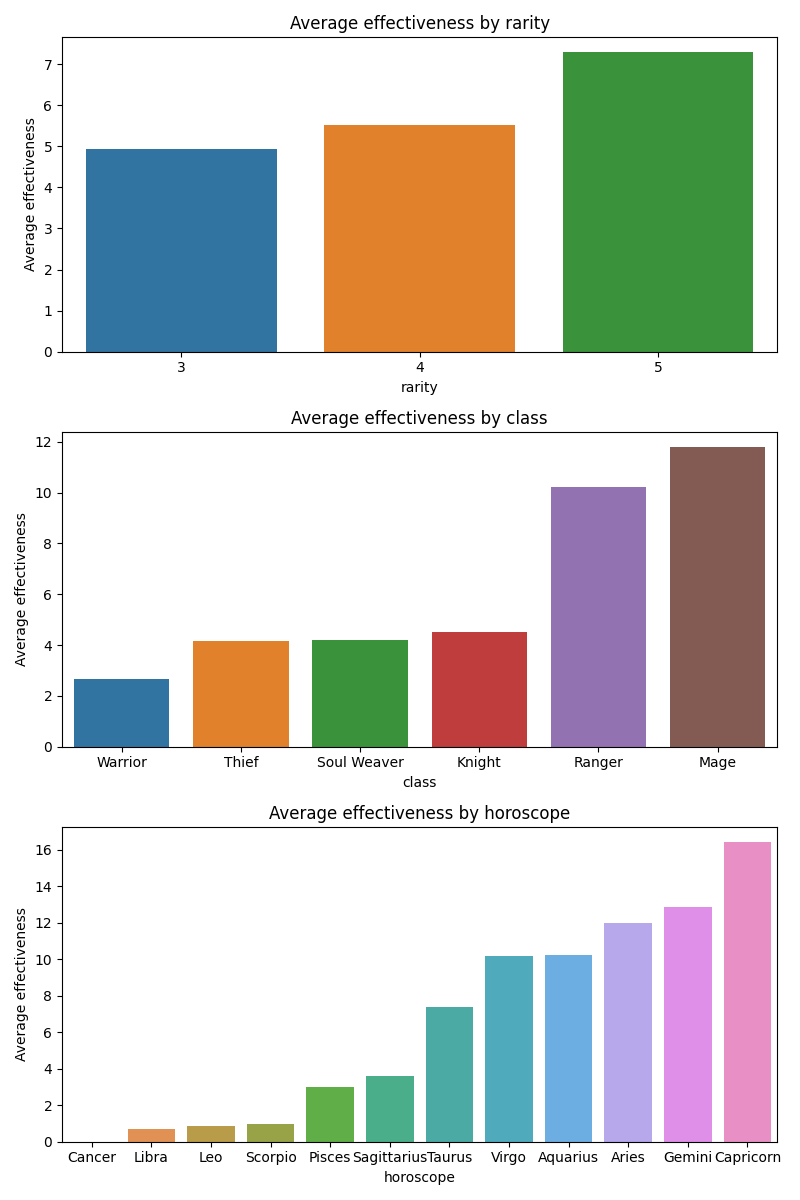 Average effectiveness by rarity
Average effectiveness
7
6
5
4
3
2
1
0
3 4 5
rarity
Average effectiveness by class
Average effectiveness
12
10
8
6
4
2
0
Warrior Thief Soul Weaver Knight Ranger Mage
class
Average effectiveness by horoscope
Average effectiveness
16
14
12
10
8
6
4
2
0
Cancer Libra Leo Scorpio Pisces Sagittarius Taurus Virgo Aquarius Aries Gemini Capricorn
horoscope